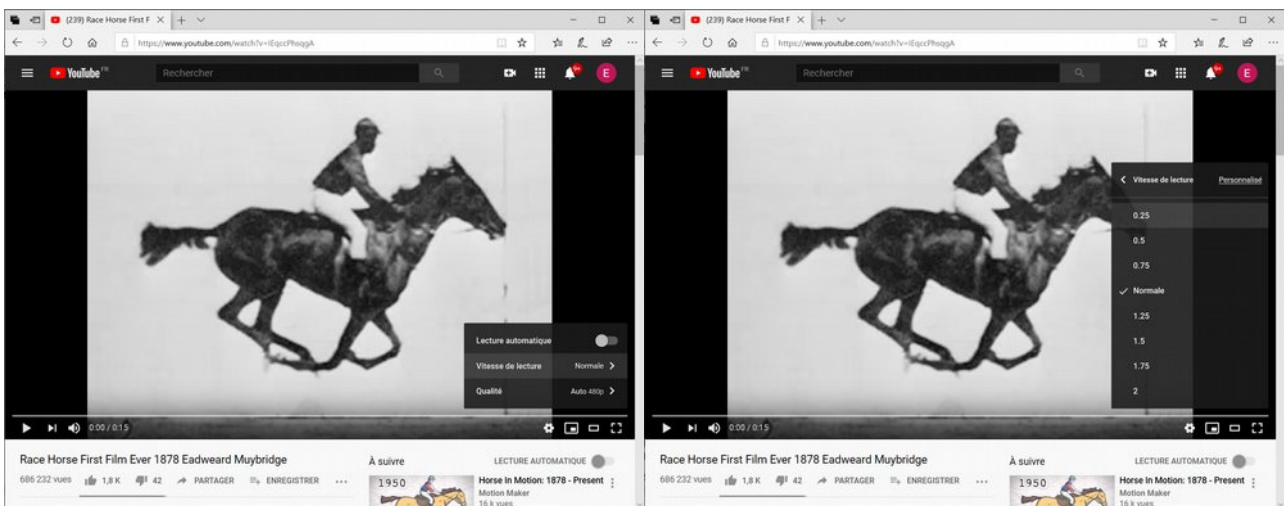 (239) Race Horse First F
https://www.youtube.com/watch?v=IEqccPhsqgA
YouTube FR
Rechercher
9+
E
Lecture automatique
Vitesse de lecture Normale
Qualité Auto 480p
0:00 / 0:15
Race Horse First Film Ever 1878 Eadweard Muybridge
686 232 vues 1,8 K 42 PARTAGER ENREGISTRER
À suivre
LECTURE AUTOMATIQUE
1950
Horse In Motion: 1878 - Present
Motion Maker
16 k vues
(239) Race Horse First F
https://www.youtube.com/watch?v=IEqccPhsqgA
YouTube FR
Rechercher
9+
E
Vitesse de lecture Personnalisé
0.25
0.5
0.75
Normale
1.25
1.5
1.75
2
0:00 / 0:15
Race Horse First Film Ever 1878 Eadweard Muybridge
686 232 vues 1,8 K 42 PARTAGER ENREGISTRER
À suivre
LECTURE AUTOMATIQUE
1950
Horse In Motion: 1878 - Present
Motion Maker
16 k vues